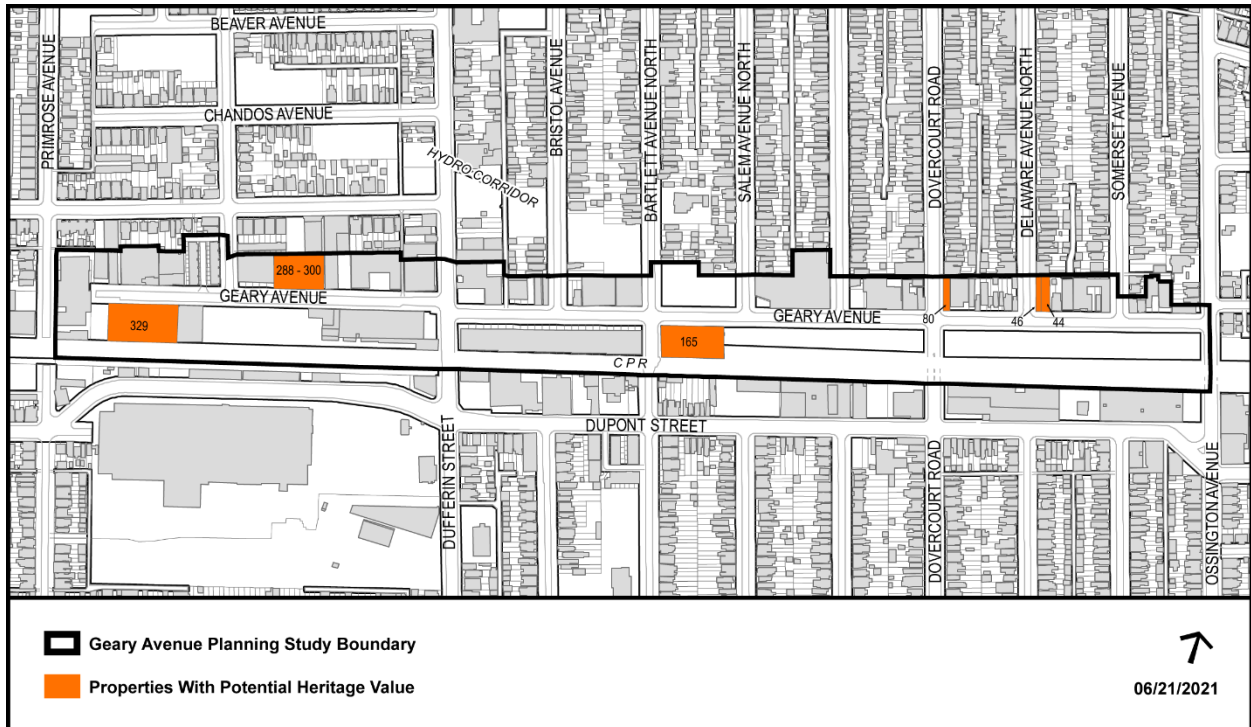 BEAVER AVENUE
PRIMROSE AVENUE
CHANDOS AVENUE
HYDRO CORRIDOR
BRISTOL AVENUE
BARTLETT AVENUE NORTH
SALEM AVENUE NORTH
DOVERCOURT ROAD
DELAWARE AVENUE NORTH
SOMERSET AVENUE
288 - 300
GEARY AVENUE
329
GEARY AVENUE
80
46
44
165
CPR
DUPONT STREET
DUFFERIN STREET
DOVERCOURT ROAD
OSSINGTON AVENUE
Geary Avenue Planning Study Boundary
Properties With Potential Heritage Value
06/21/2021